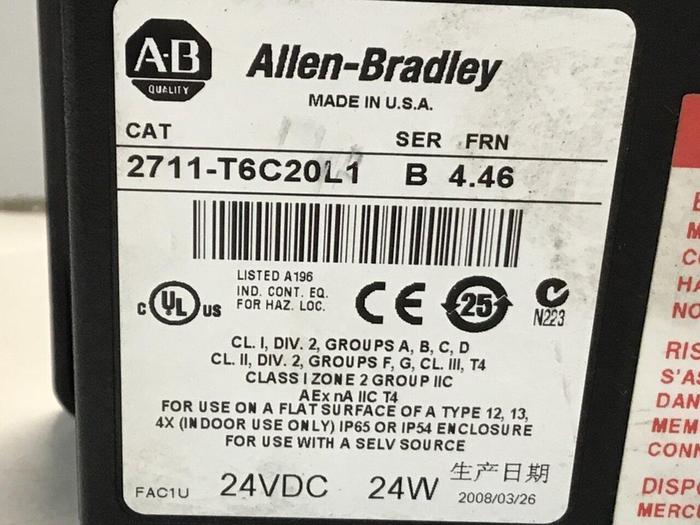 A-B
QUALITY
Allen-Bradley
MADE IN U.S.A.
CAT SER FRN
2711-T6C20L1 B 4.46
LISTED A196
IND. CONT. EQ.
FOR HAZ. LOC.
C UL US
CE
25
N223
CL. I, DIV. 2, GROUPS A, B, C, D
CL. II, DIV. 2, GROUPS F, G, CL. III, T4
CLASS I ZONE 2 GROUP IIC
AEx nA IIC T4
FOR USE ON A FLAT SURFACE OF A TYPE 12, 13,
4X (INDOOR USE ONLY) IP65 OR IP54 ENCLOSURE
FOR USE WITH A SELV SOURCE
FAC1U 24VDC 24W 生产日期
2008/03/26
RIS
S'AS
DAN
MEM
CONN
DISPO
MERC